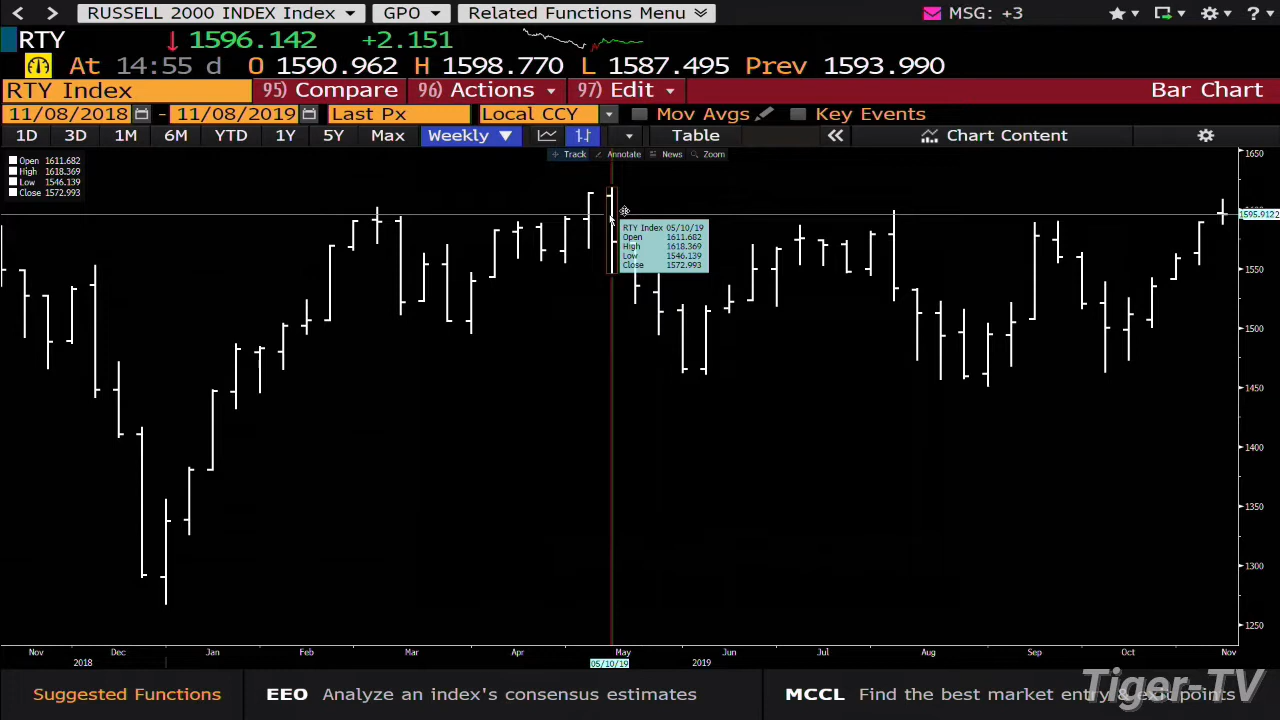 RUSSELL 2000 INDEX Index GPO Related Functions Menu MSG: +3 ?
RTY 1596.142 +2.151
At 14:55 d O 1590.962 H 1598.770 L 1587.495 Prev 1593.990
RTY Index 95) Compare 96) Actions 97) Edit Bar Chart
11/08/2018 - 11/08/2019 Last Px Local CCY Mov Avgs Key Events
1D 3D 1M 6M YTD 1Y 5Y Max Weekly Table Chart Content
Track Annotate News Zoom
Open 1611.682
High 1618.369
Low 1546.139
Close 1572.993
RTY Index 05/10/19
Open 1611.682
High 1618.369
Low 1546.139
Close 1572.993
1650
1595.9122
1550
1500
1450
1400
1350
1300
1250
Nov Dec Jan Feb Mar Apr May Jun Jul Aug Sep Oct Nov
2018 05/10/19 2019
Suggested Functions EEO Analyze an index's consensus estimates MCCL Find the best market entry & exit points
Tiger-TV